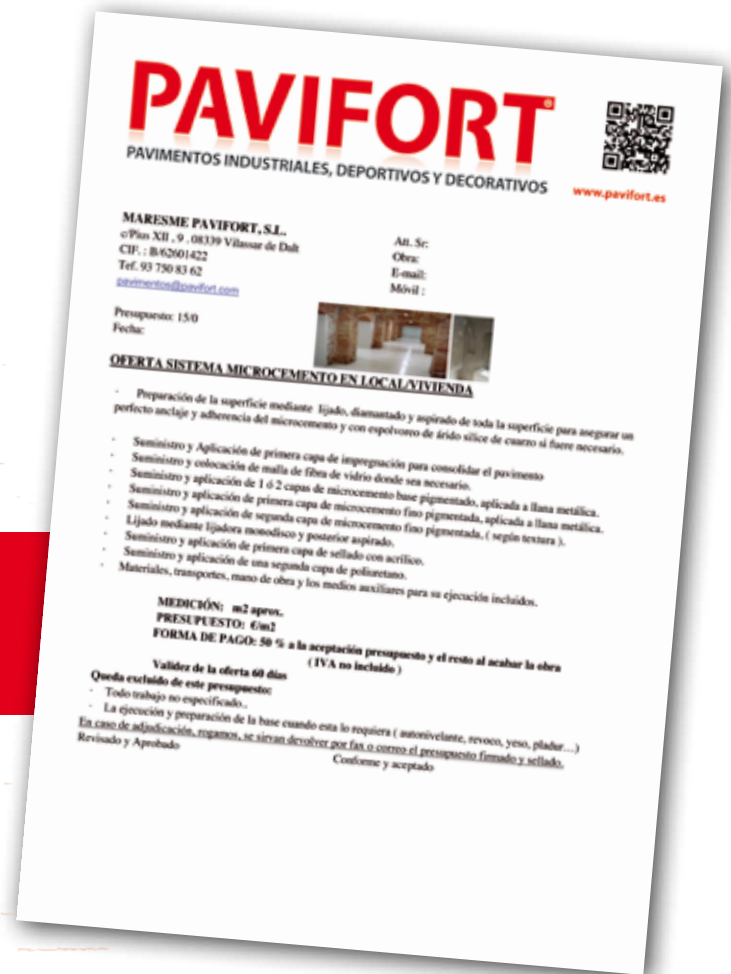 PAVIFORT®
PAVIMENTOS INDUSTRIALES, DEPORTIVOS Y DECORATIVOS
www.pavifort.es
MARESME PAVIFORT, S.L.
c/Pius XII , 9 . 08339 Vilassar de Dalt
CIF. : B/62601422
Tef. 93 750 83 62
pavimentos@pavifort.com
Att. Sr:
Obra:
E-mail:
Móvil :
Presupuesto: 15/0
Fecha:
OFERTA SISTEMA MICROCEMENTO EN LOCAL/VIVIENDA
- Preparación de la superficie mediante lijado, diamantado y aspirado de toda la superficie para asegurar un
perfecto anclaje y adherencia del microcemento y con espolvoreo de árido sílice de cuarzo si fuere necesario.
- Suministro y Aplicación de primera capa de impregnación para consolidar el pavimento
- Suministro y colocación de malla de fibra de vidrio donde sea necesario.
- Suministro y aplicación de 1 ó 2 capas de microcemento base pigmentado, aplicada a llana metálica.
- Suministro y aplicación de primera capa de microcemento fino pigmentada, aplicada a llana metálica.
- Suministro y aplicación de segunda capa de microcemento fino pigmentada, ( según textura ).
- Lijado mediante lijadora monodisco y posterior aspirado.
- Suministro y aplicación de primera capa de sellado con acrílico.
- Suministro y aplicación de una segunda capa de poliuretano.
- Materiales, transportes, mano de obra y los medios auxiliares para su ejecución incluidos.
MEDICIÓN: m2 aprox.
PRESUPUESTO: €/m2
FORMA DE PAGO: 50 % a la aceptación presupuesto y el resto al acabar la obra
( IVA no incluido )
Validez de la oferta 60 días
Queda excluido de este presupuesto:
- Todo trabajo no especificado..
- La ejecución y preparación de la base cuando esta lo requiera ( autonivelante, revoco, yeso, pladur…)
En caso de adjudicación, rogamos, se sirvan devolver por fax o correo el presupuesto firmado y sellado.
Revisado y Aprobado
Conforme y aceptado